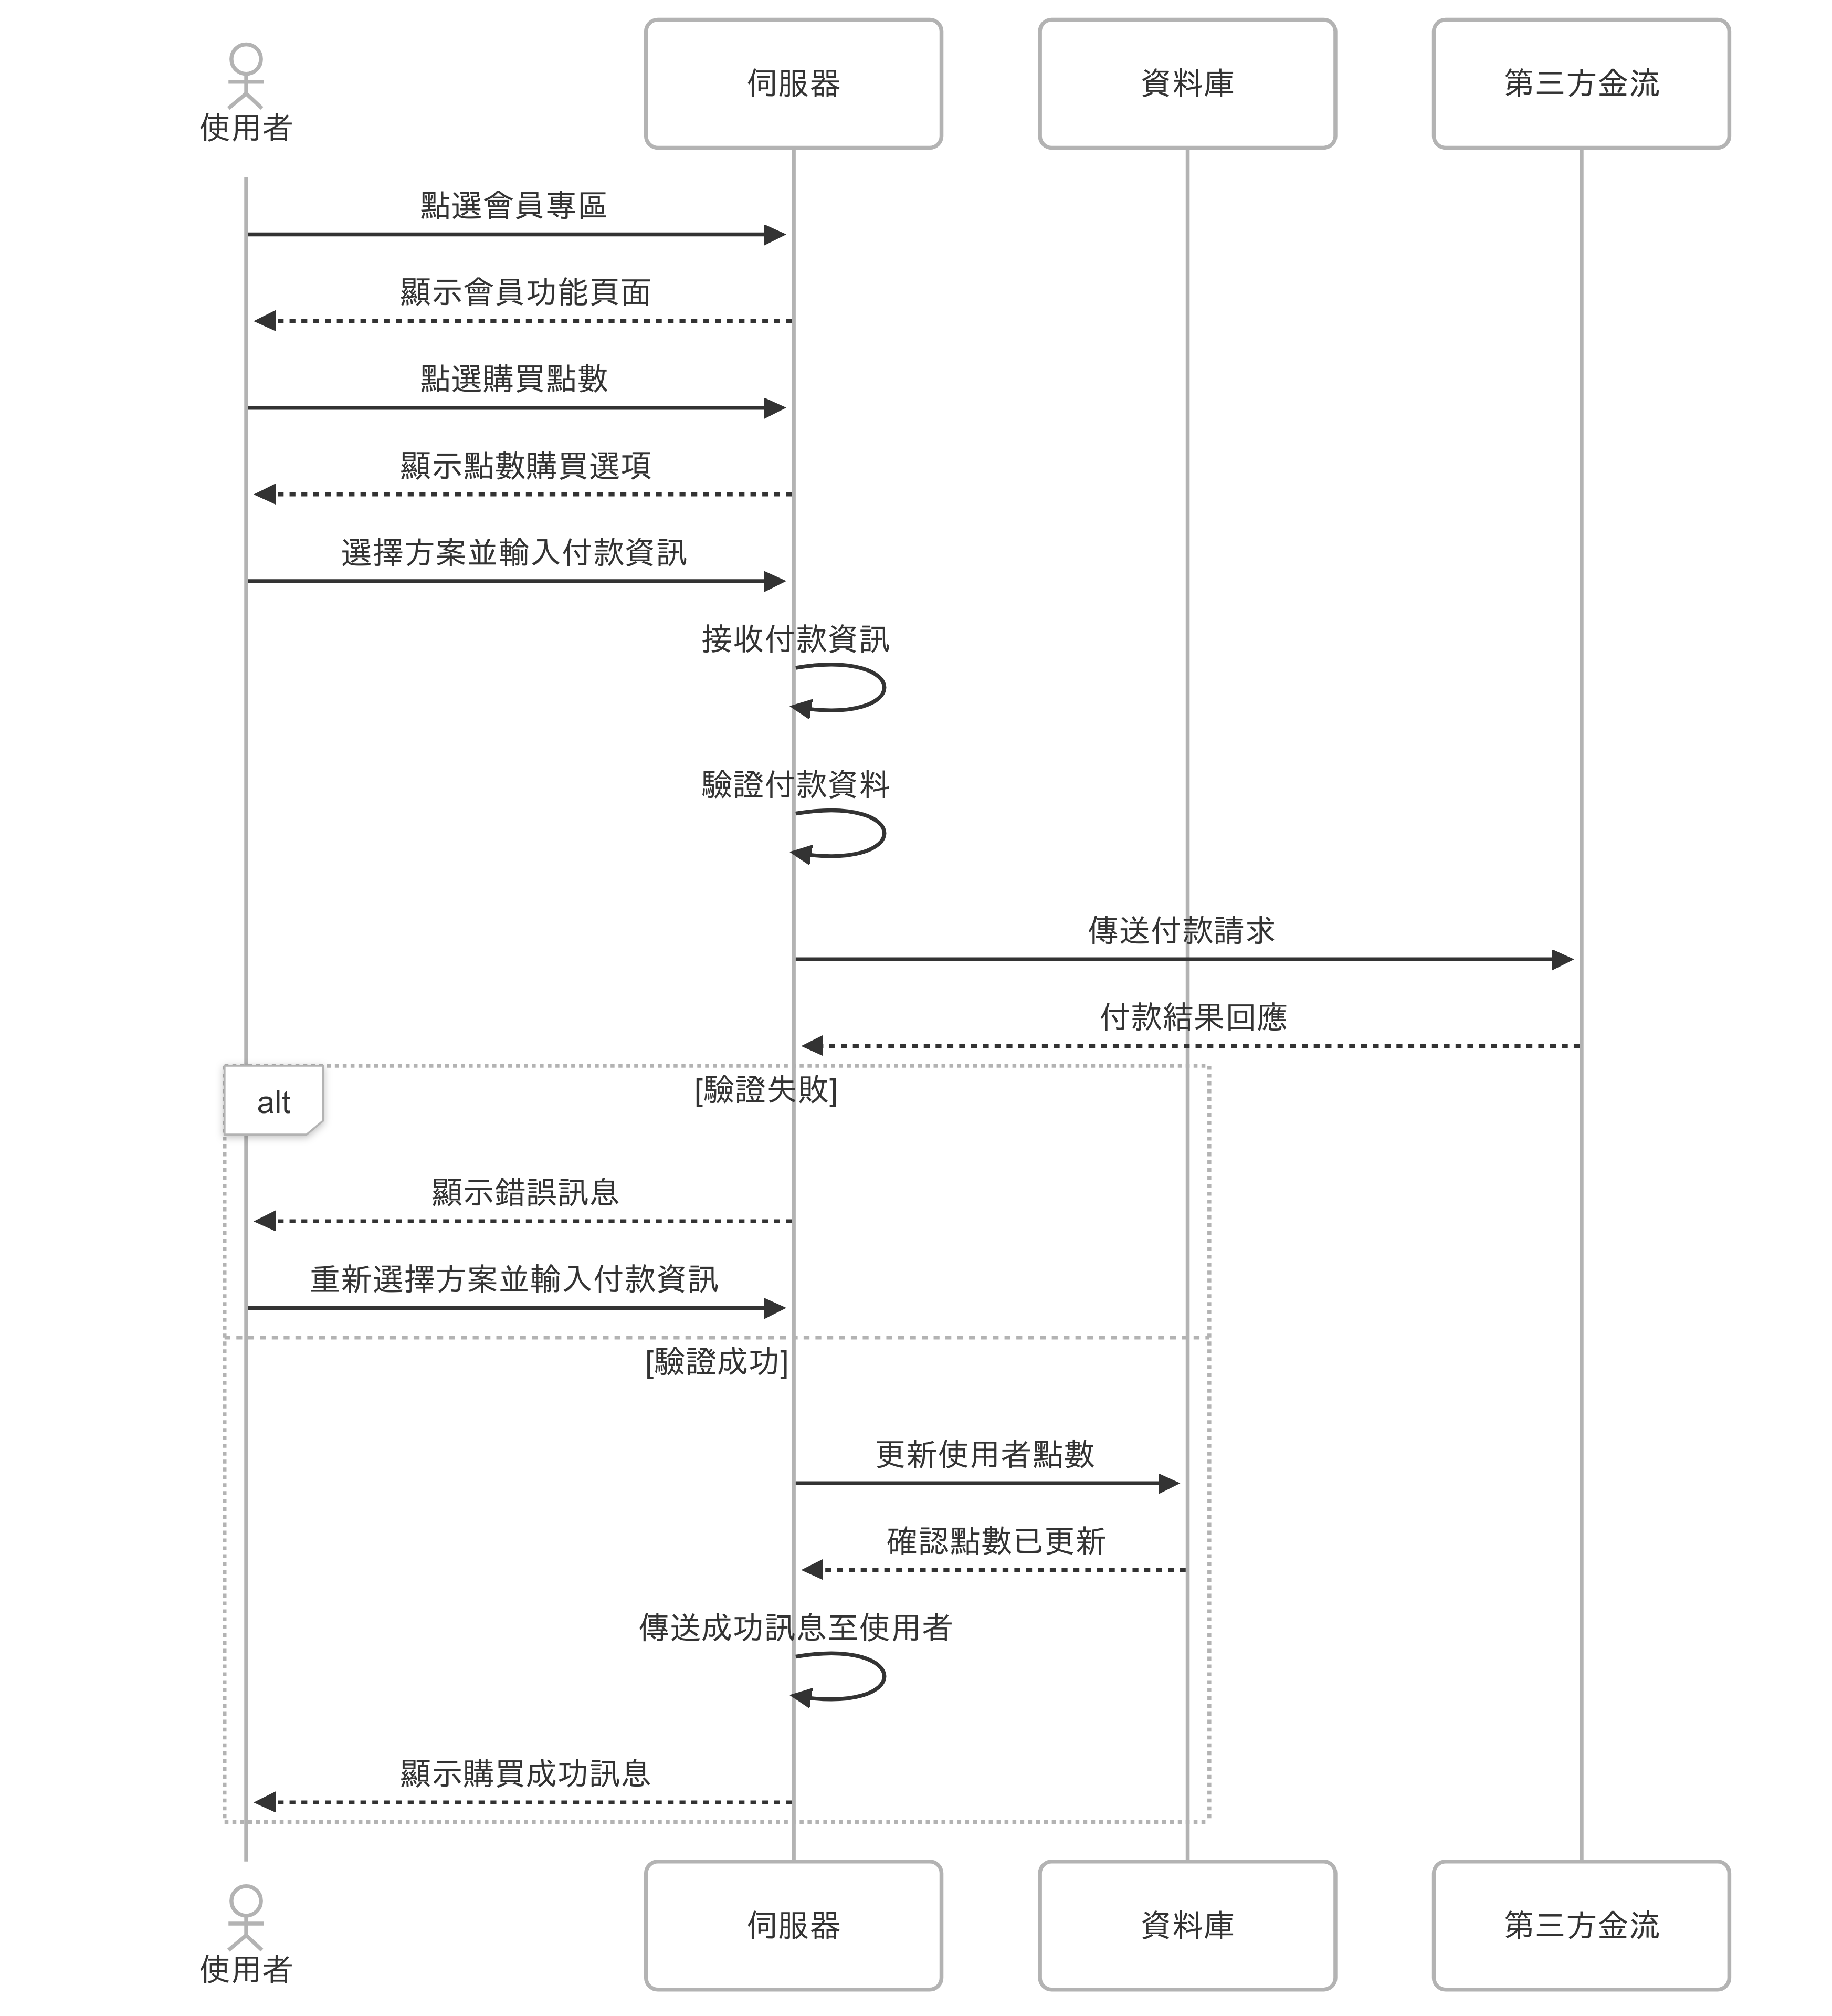 使用者
伺服器
資料庫
第三方金流
點選會員專區
顯示會員功能頁面
點選購買點數
顯示點數購買選項
選擇方案並輸入付款資訊
接收付款資訊
驗證付款資料
傳送付款請求
付款結果回應
alt
[驗證失敗]
顯示錯誤訊息
重新選擇方案並輸入付款資訊
[驗證成功]
更新使用者點數
確認點數已更新
傳送成功訊息至使用者
顯示購買成功訊息
使用者
伺服器
資料庫
第三方金流